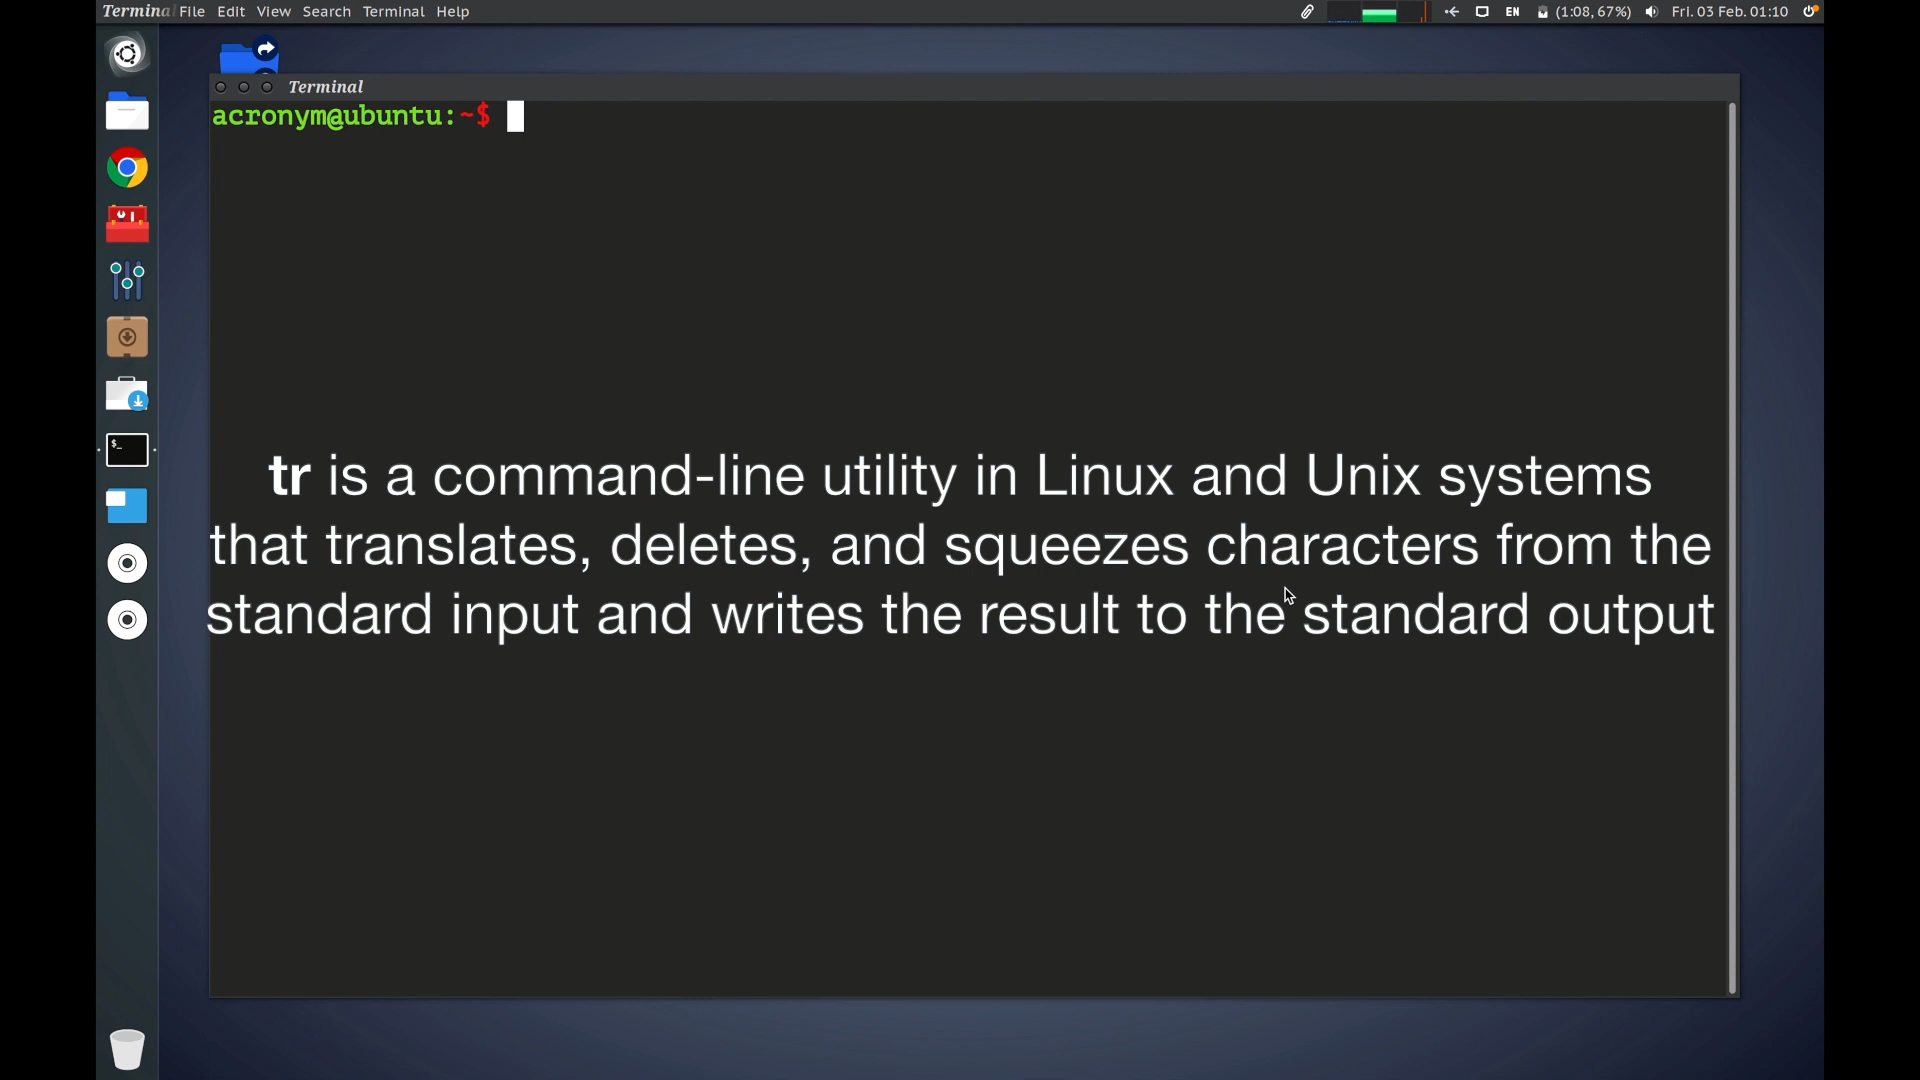 Terminal File Edit View Search Terminal Help
EN (1:08, 67%) Fri. 03 Feb. 01:10
Terminal
acronym@ubuntu:~$
$_
tr is a command-line utility in Linux and Unix systems
that translates, deletes, and squeezes characters from the
standard input and writes the result to the standard output